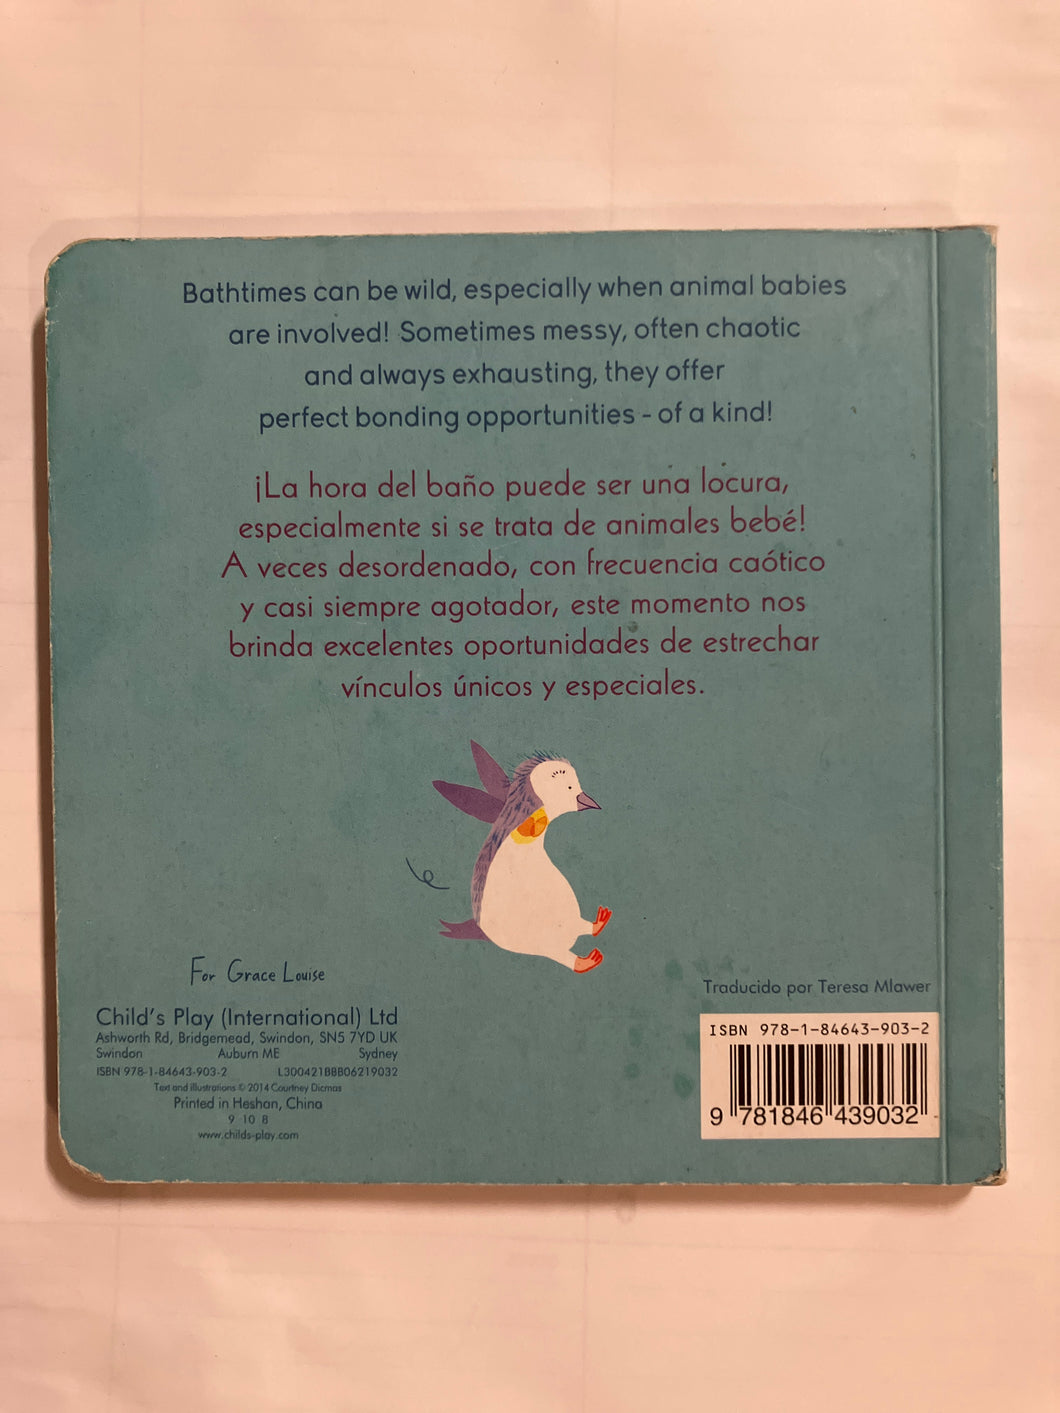 Bathtimes can be wild, especially when animal babies
are involved! Sometimes messy, often chaotic
and always exhausting, they offer
perfect bonding opportunities - of a kind!
¡La hora del baño puede ser una locura,
especialmente si se trata de animales bebé!
A veces desordenado, con frecuencia caótico
y casi siempre agotador, este momento nos
brinda excelentes oportunidades de estrechar
vínculos únicos y especiales.
For Grace Louise
Child's Play (International) Ltd
Ashworth Rd, Bridgemead, Swindon, SN5 7YD UK
Swindon Auburn ME Sydney
ISBN 978-1-84643-903-2 L300421BBB06219032
Text and illustrations © 2014 Courtney Dicmas
Printed in Heshan, China
9 10 8
www.childs-play.com
Traducido por Teresa Mlawer
ISBN 978-1-84643-903-2
9 781846 439032